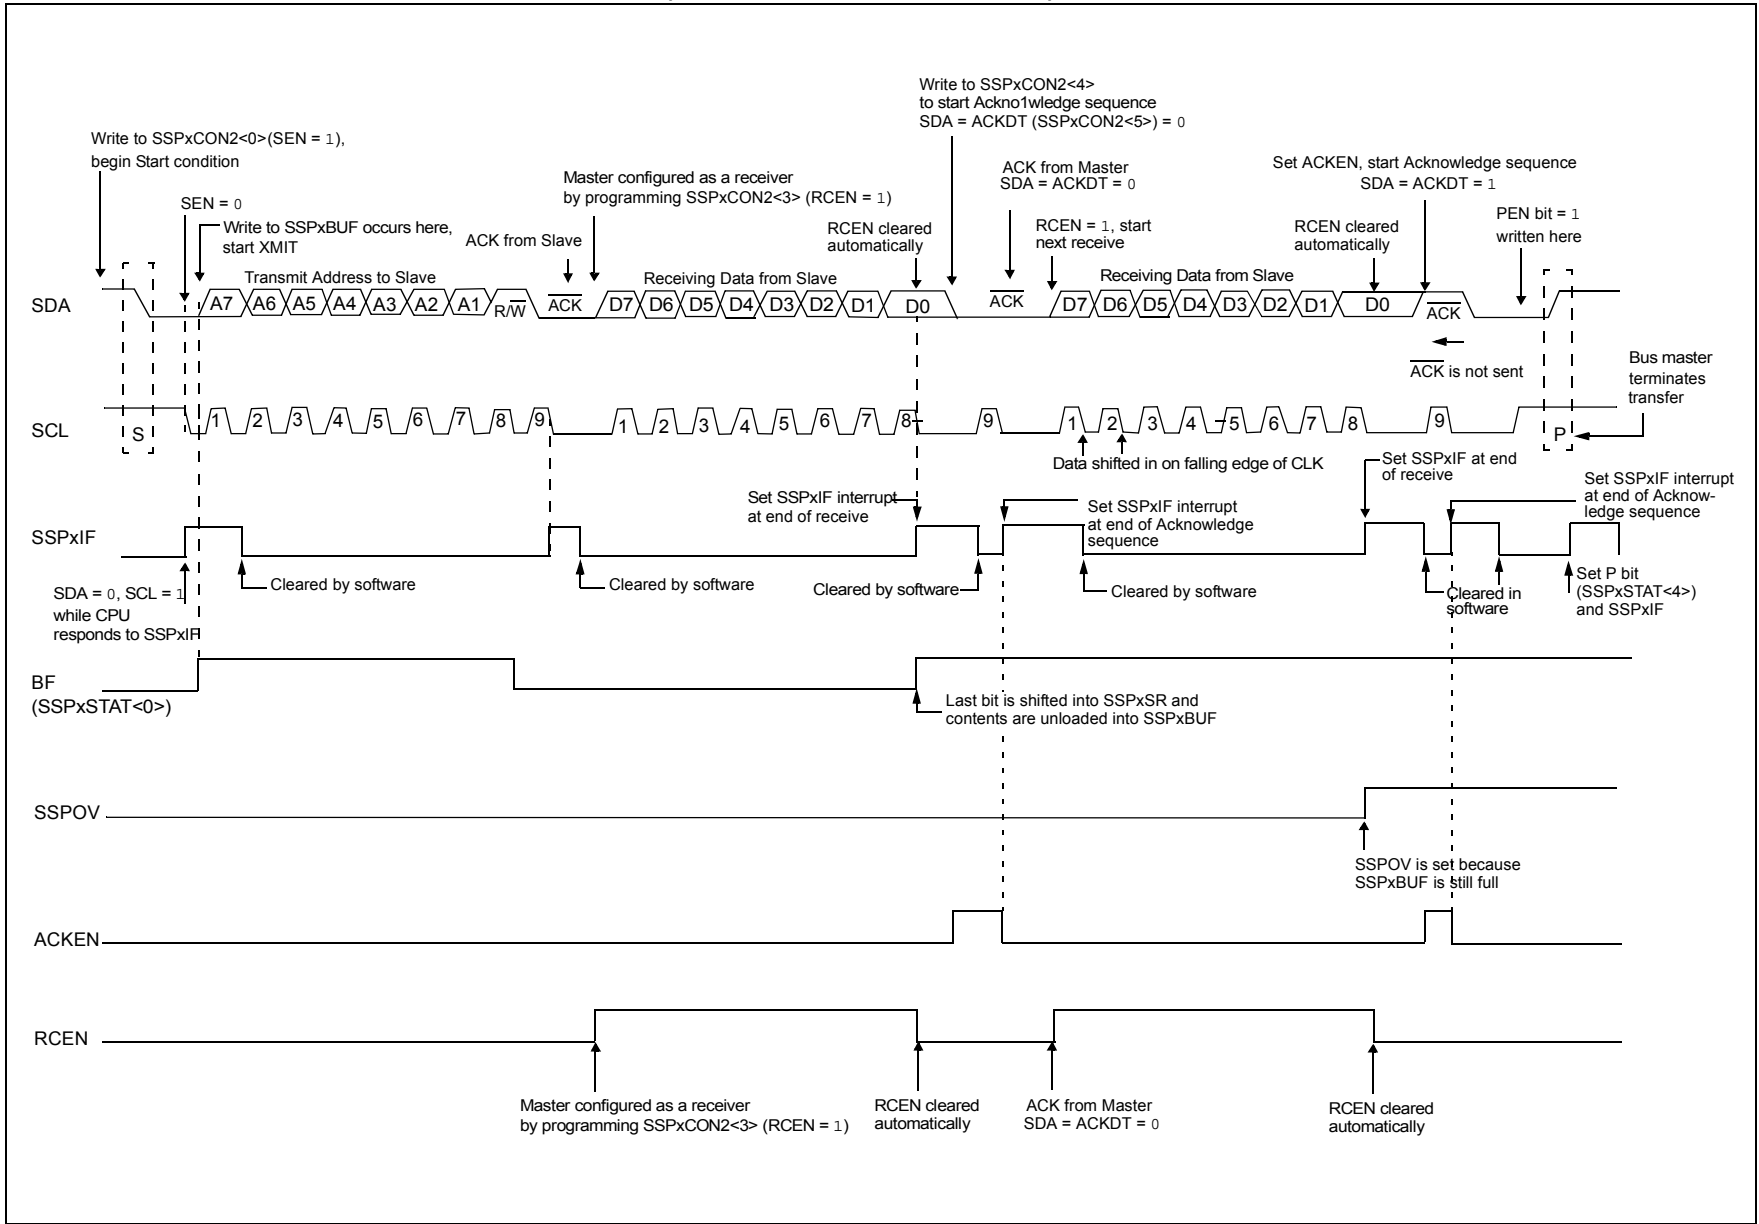 Write to SSPxCON2<4>
to start Ackno1wledge sequence
SDA = ACKDT (SSPxCON2<5>) = 0
Write to SSPxCON2<0>(SEN = 1),
begin Start condition
ACK from Master
SDA = ACKDT = 0
Set ACKEN, start Acknowledge sequence
SDA = ACKDT = 1
Master configured as a receiver
by programming SSPxCON2<3> (RCEN = 1)
SEN = 0
Write to SSPxBUF occurs here,
start XMIT
ACK from Slave
RCEN cleared
automatically
RCEN = 1, start
next receive
RCEN cleared
automatically
PEN bit = 1
written here
Transmit Address to Slave
Receiving Data from Slave
Receiving Data from Slave
SDA
A7 A6 A5 A4 A3 A2 A1 R/W ACK D7 D6 D5 D4 D3 D2 D1 D0 ACK D7 D6 D5 D4 D3 D2 D1 D0 ACK
ACK is not sent
Bus master
terminates
transfer
SCL
S 1 2 3 4 5 6 7 8 9 1 2 3 4 5 6 7 8 9 1 2 3 4 5 6 7 8 9 P
Data shifted in on falling edge of CLK
Set SSPxIF at end
of receive
Set SSPxIF interrupt
at end of receive
Set SSPxIF interrupt
at end of Acknowledge
sequence
Set SSPxIF interrupt
at end of Acknow-
ledge sequence
SSPxIF
SDA = 0, SCL = 1
while CPU
responds to SSPxIF
Cleared by software
Cleared by software
Cleared by software
Cleared by software
Cleared in
software
Set P bit
(SSPxSTAT<4>)
and SSPxIF
BF
(SSPxSTAT<0>)
Last bit is shifted into SSPxSR and
contents are unloaded into SSPxBUF
SSPOV
SSPOV is set because
SSPxBUF is still full
ACKEN
RCEN
Master configured as a receiver
by programming SSPxCON2<3> (RCEN = 1)
RCEN cleared
automatically
ACK from Master
SDA = ACKDT = 0
RCEN cleared
automatically